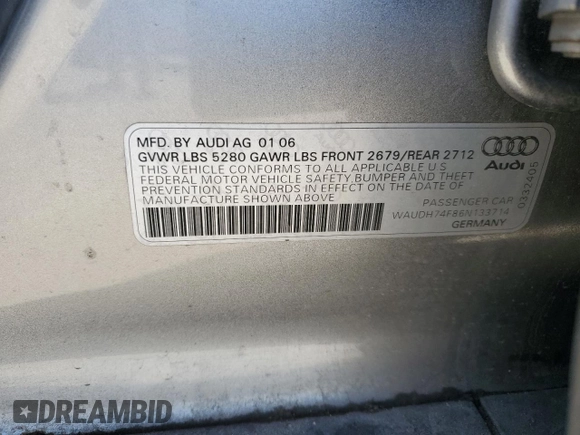 MFD. BY AUDI AG 01 06
GVWR LBS 5280 GAWR LBS FRONT 2679/REAR 2712
THIS VEHICLE CONFORMS TO ALL APPLICABLE U S
FEDERAL MOTOR VEHICLE SAFETY, BUMPER AND THEFT
PREVENTION STANDARDS IN EFFECT ON THE DATE OF
MANUFACTURE SHOWN ABOVE
Audi
0332405
PASSENGER CAR
WAUDH74F86N133714
GERMANY
DREAMBID